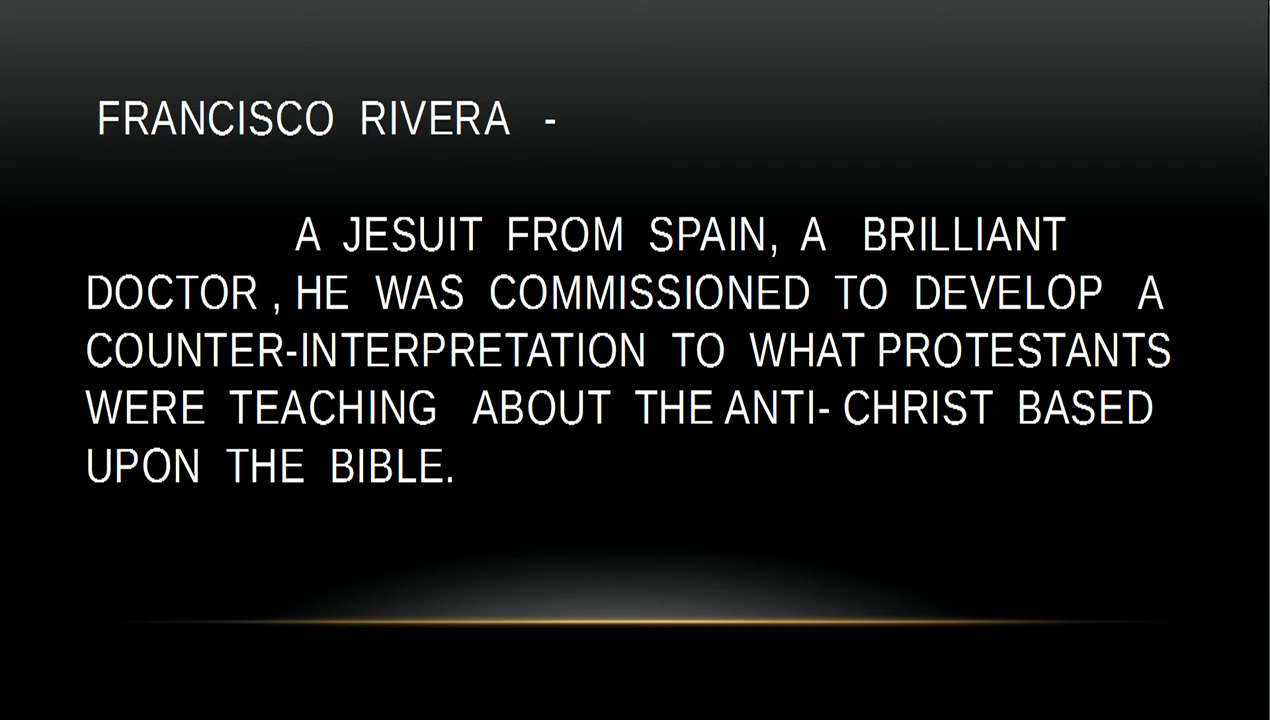 FRANCISCO RIVERA -
A JESUIT FROM SPAIN, A BRILLIANT
DOCTOR , HE WAS COMMISSIONED TO DEVELOP A
COUNTER-INTERPRETATION TO WHAT PROTESTANTS
WERE TEACHING ABOUT THE ANTI- CHRIST BASED
UPON THE BIBLE.